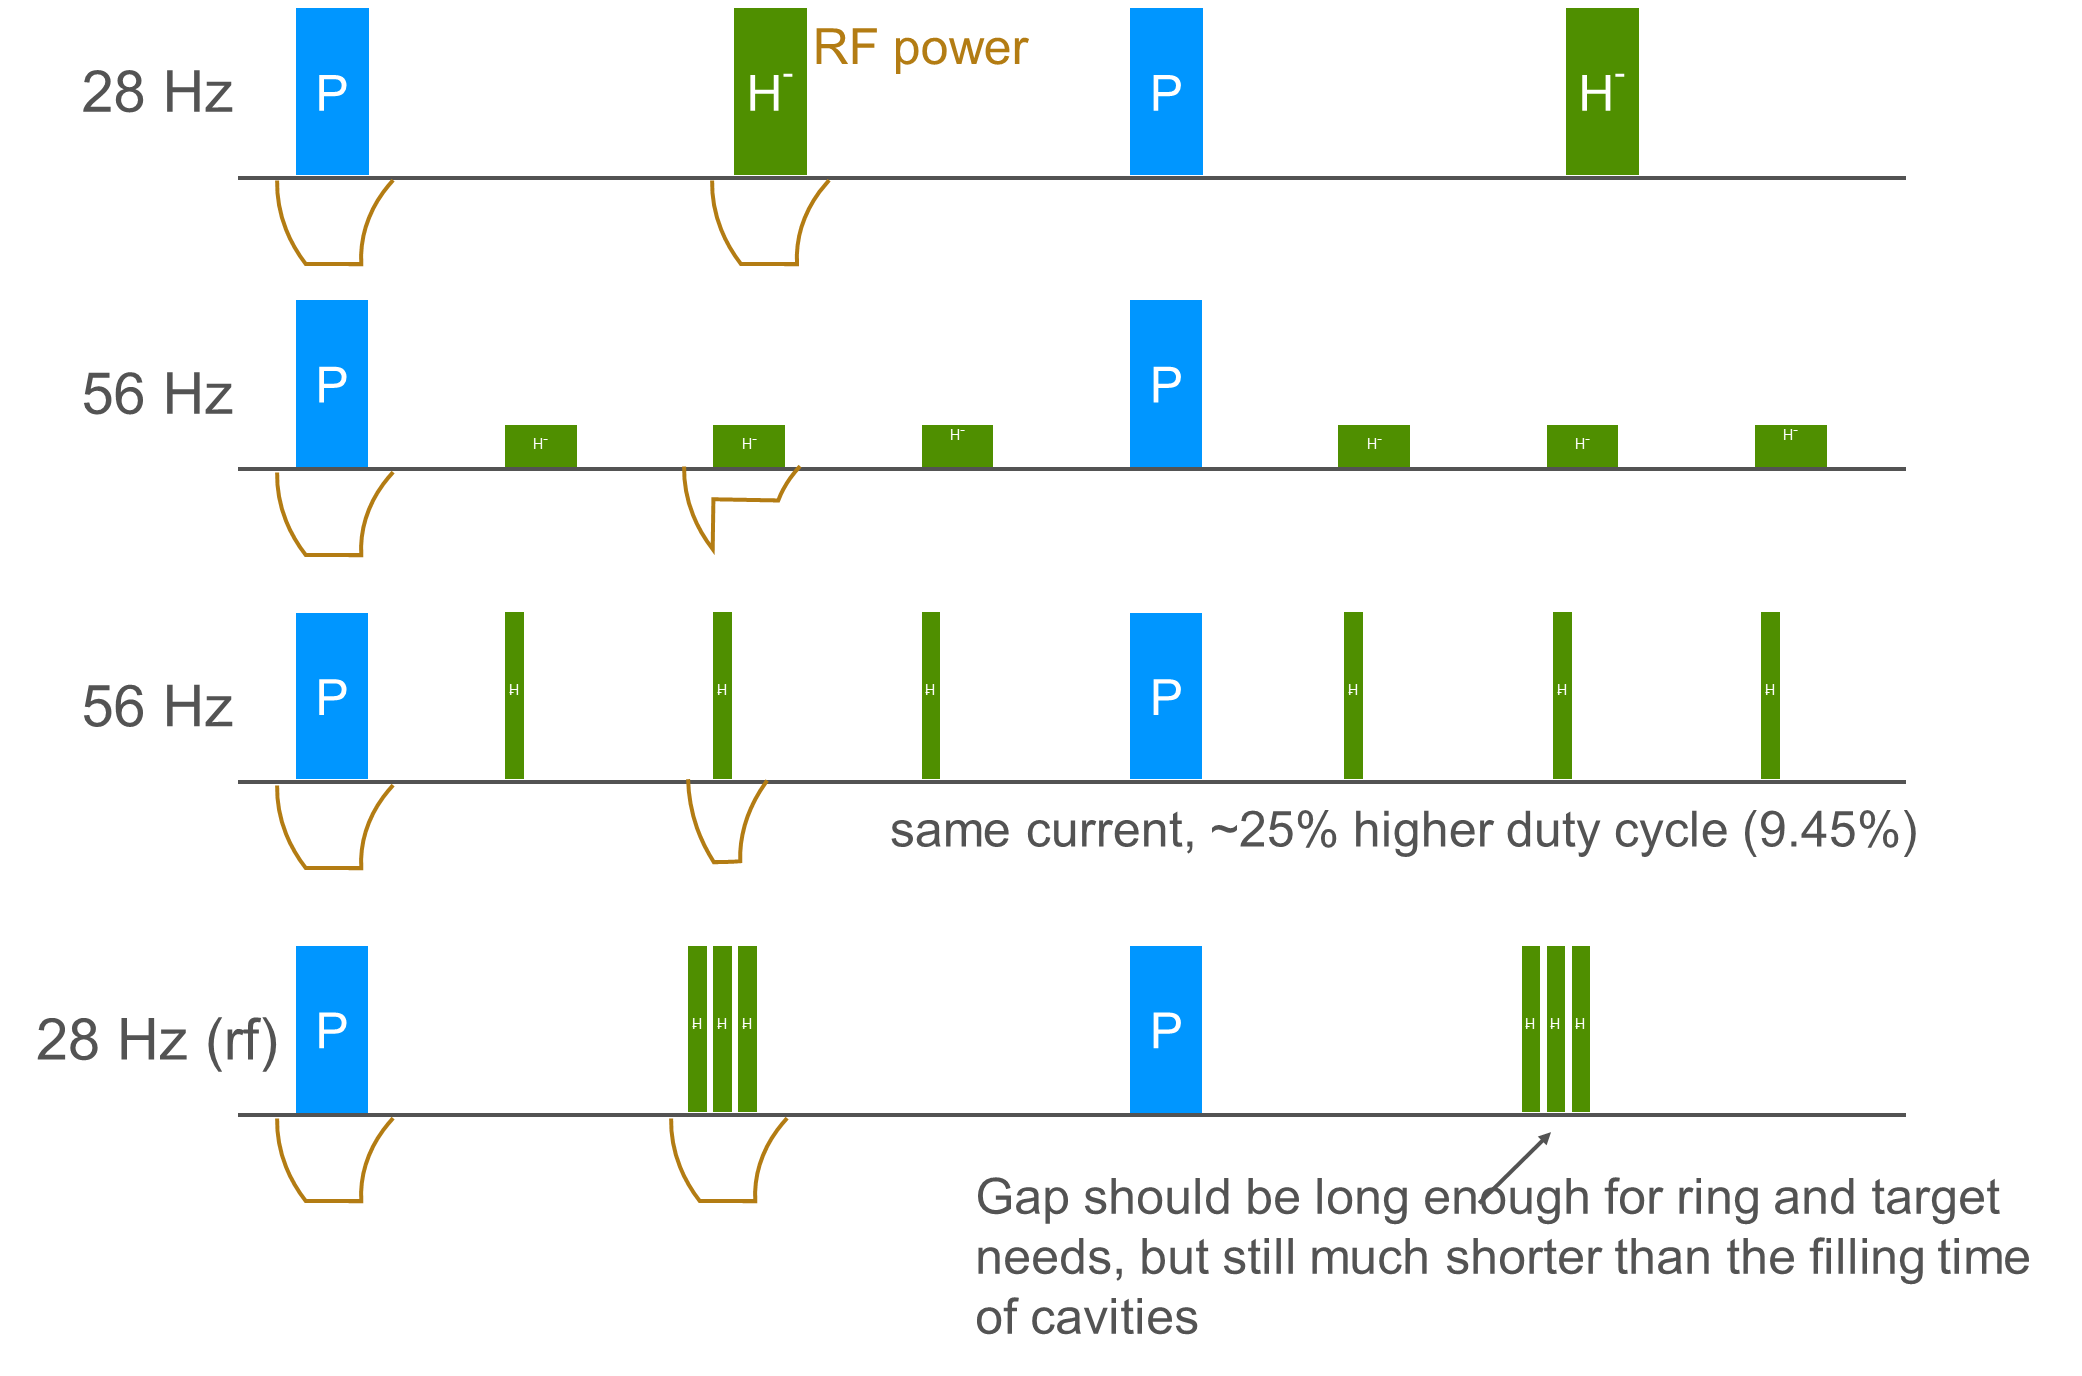 28 Hz
P
H⁻
RF power
P
H⁻
56 Hz
P
H⁻
H⁻
H⁻
P
H⁻
H⁻
H⁻
56 Hz
P
H⁻
H⁻
H⁻
P
H⁻
H⁻
H⁻
same current, ~25% higher duty cycle (9.45%)
28 Hz (rf)
P
H⁻
H⁻
H⁻
P
H⁻
H⁻
H⁻
Gap should be long enough for ring and target
needs, but still much shorter than the filling time
of cavities